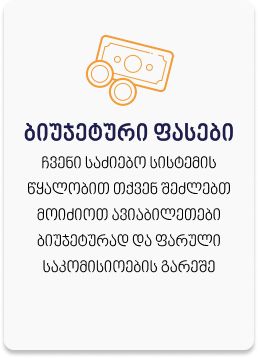 ბიუჯეტური ფასები
ჩვენი საძიებო სისტემის
წყალობით თქვენ შეძლებთ
მოიძიოთ ავიაბილეთები
ბიუჯეტურად და ფარული
საკომისიოების გარეშე